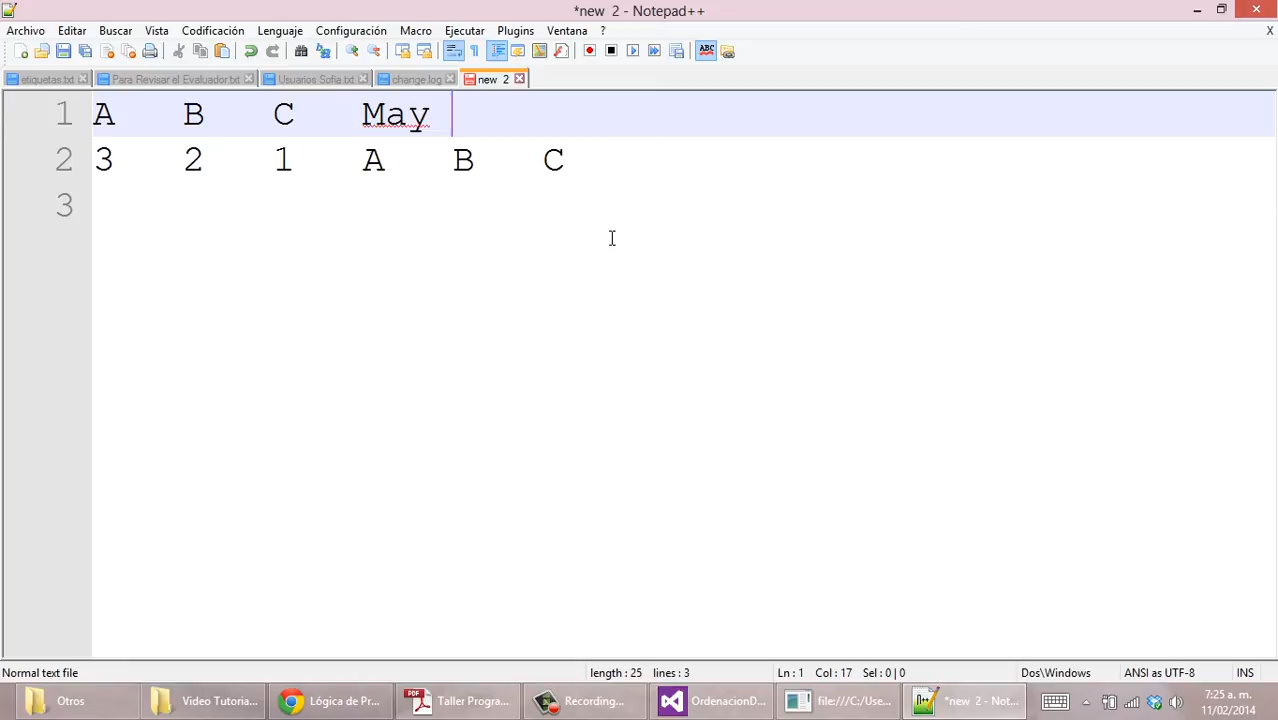 *new  2 - Notepad++
Archivo Editar Buscar Vista Codificación Lenguaje Configuración Macro Ejecutar Plugins Ventana ? X
ABC
etiquetas.txt Para Revisar el Evaluador.txt Usuarios Sofia.txt change.log new  2
1 A B C May
2 3 2 1 A B C
3
Normal text file length : 25 lines : 3 Ln : 1 Col : 17 Sel : 0 | 0 Dos\Windows ANSI as UTF-8 INS
Otros Video Tutoria... Lógica de Pr... PDF Taller Progra... Recording... OrdenacionD... file:///C:/Use... *new 2 - Not... 7:25 a. m.
11/02/2014